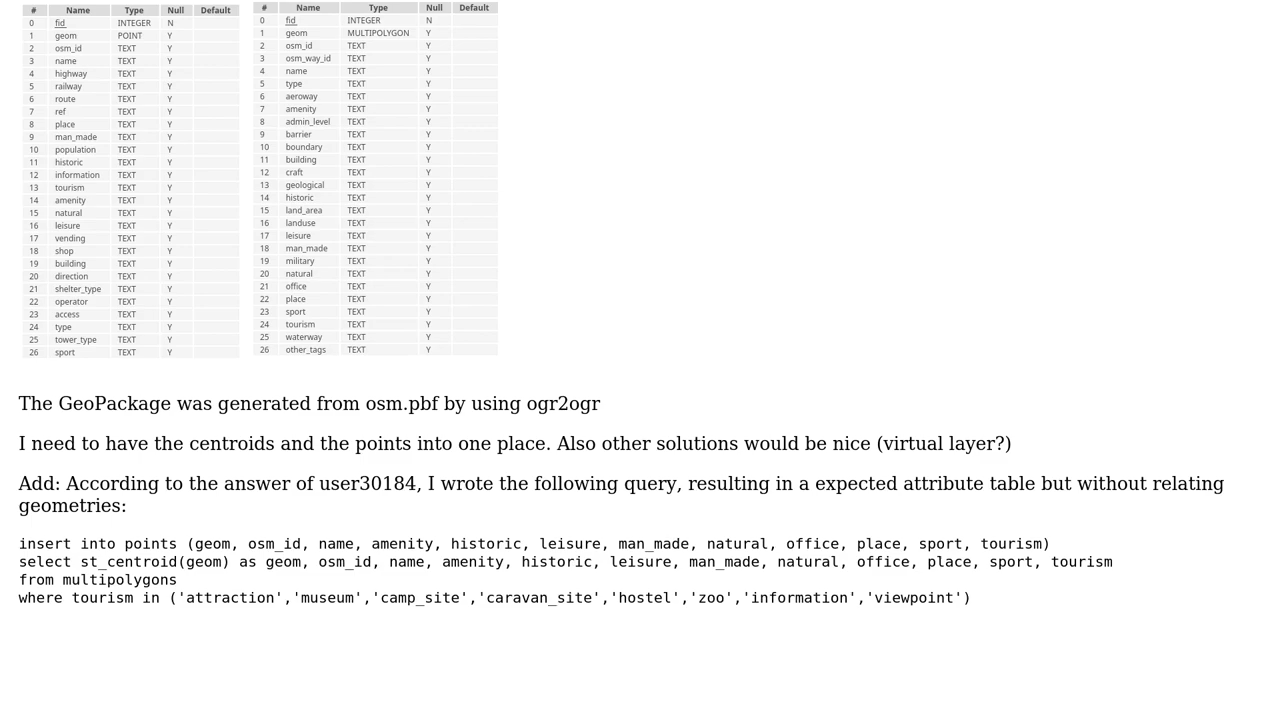 # Name Type Null Default
0 fid INTEGER N
1 geom POINT Y
2 osm_id TEXT Y
3 name TEXT Y
4 highway TEXT Y
5 railway TEXT Y
6 route TEXT Y
7 ref TEXT Y
8 place TEXT Y
9 man_made TEXT Y
10 population TEXT Y
11 historic TEXT Y
12 information TEXT Y
13 tourism TEXT Y
14 amenity TEXT Y
15 natural TEXT Y
16 leisure TEXT Y
17 vending TEXT Y
18 shop TEXT Y
19 building TEXT Y
20 direction TEXT Y
21 shelter_type TEXT Y
22 operator TEXT Y
23 access TEXT Y
24 type TEXT Y
25 tower_type TEXT Y
26 sport TEXT Y
# Name Type Null Default
0 fid INTEGER N
1 geom MULTIPOLYGON Y
2 osm_id TEXT Y
3 osm_way_id TEXT Y
4 name TEXT Y
5 type TEXT Y
6 aeroway TEXT Y
7 amenity TEXT Y
8 admin_level TEXT Y
9 barrier TEXT Y
10 boundary TEXT Y
11 building TEXT Y
12 craft TEXT Y
13 geological TEXT Y
14 historic TEXT Y
15 land_area TEXT Y
16 landuse TEXT Y
17 leisure TEXT Y
18 man_made TEXT Y
19 military TEXT Y
20 natural TEXT Y
21 office TEXT Y
22 place TEXT Y
23 sport TEXT Y
24 tourism TEXT Y
25 waterway TEXT Y
26 other_tags TEXT Y
The GeoPackage was generated from osm.pbf by using ogr2ogr
I need to have the centroids and the points into one place. Also other solutions would be nice (virtual layer?)
Add: According to the answer of user30184, I wrote the following query, resulting in a expected attribute table but without relating
geometries:
insert into points (geom, osm_id, name, amenity, historic, leisure, man_made, natural, office, place, sport, tourism)
select st_centroid(geom) as geom, osm_id, name, amenity, historic, leisure, man_made, natural, office, place, sport, tourism
from multipolygons
where tourism in ('attraction','museum','camp_site','caravan_site','hostel','zoo','information','viewpoint')